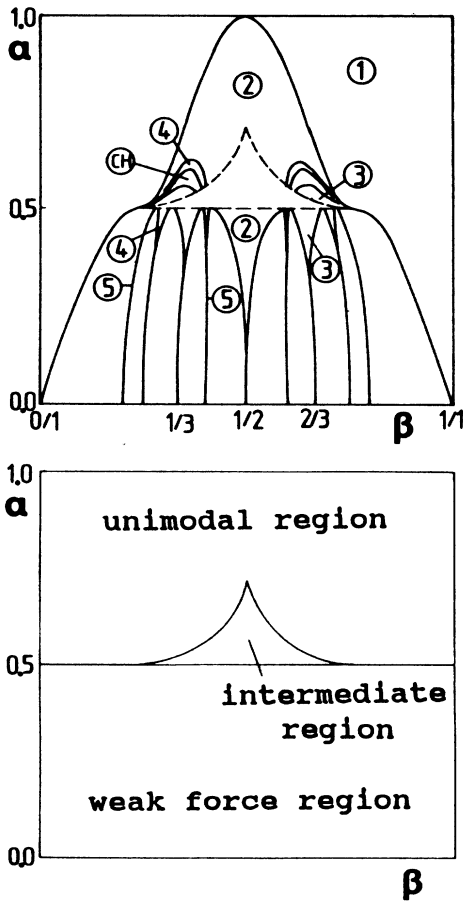 1.0
α
①
②
④
CH
③
0.5
②
④
③
⑤
⑤
0.0
0/1
1/3
1/2
2/3
β
1/1
1.0
α
unimodal region
0.5
intermediate
region
weak force region
0.0
β